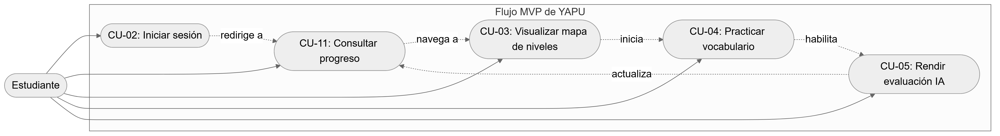 Flujo MVP de YAPU
CU-02: Iniciar sesión
redirige a
CU-11: Consultar
progreso
navega a
CU-03: Visualizar mapa
de niveles
inicia
CU-04: Practicar
vocabulario
habilita
CU-05: Rendir
evaluación IA
actualiza
Estudiante